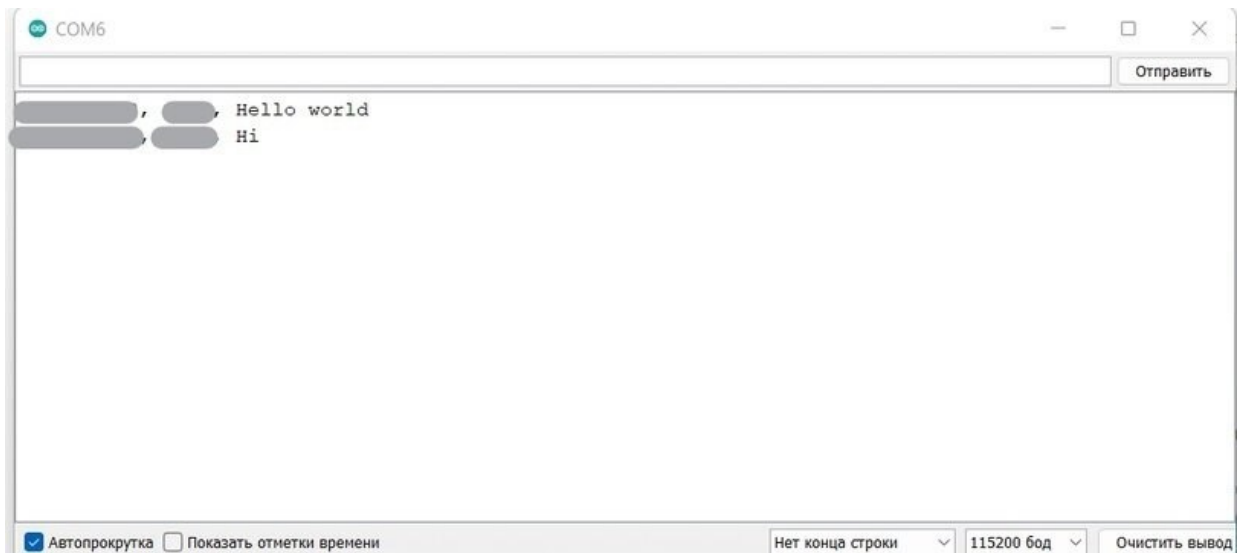 COM6
Отправить
, , Hello world
, Hi
Автопрокрутка Показать отметки времени Нет конца строки 115200 бод Очистить вывод